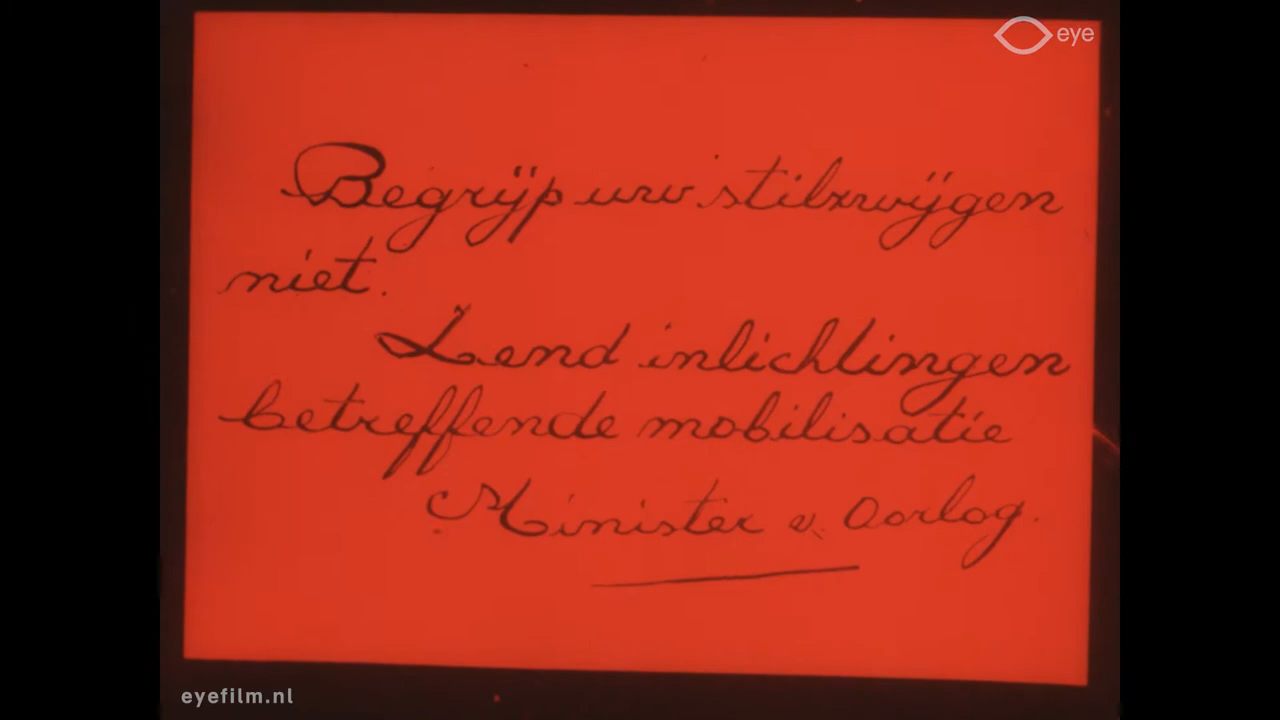 eye
Begrijp uw stilzwijgen
niet.
Zend inlichtingen
betreffende mobilisatie
Minister v. Oorlog.
eyefilm.nl